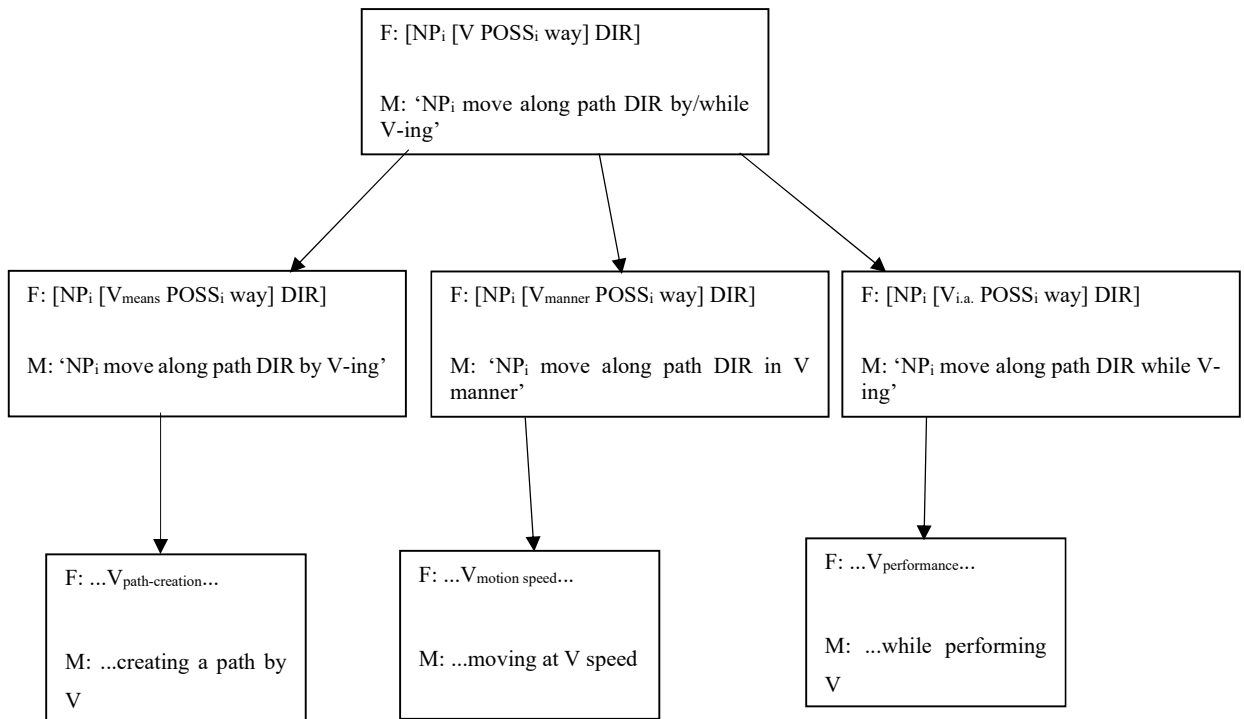 F: [NPᵢ [V POSSᵢ way] DIR]
M: ‘NPᵢ move along path DIR by/while
V-ing’
F: [NPᵢ [Vmeans POSSᵢ way] DIR]
M: ‘NPᵢ move along path DIR by V-ing’
F: [NPᵢ [Vmanner POSSᵢ way] DIR]
M: ‘NPᵢ move along path DIR in V
manner’
F: [NPᵢ [Vi.a. POSSᵢ way] DIR]
M: ‘NPᵢ move along path DIR while V-
ing’
F: ...Vpath-creation...
M: ...creating a path by
V
F: ...Vmotion speed...
M: ...moving at V speed
F: ...Vperformance...
M: ...while performing
V